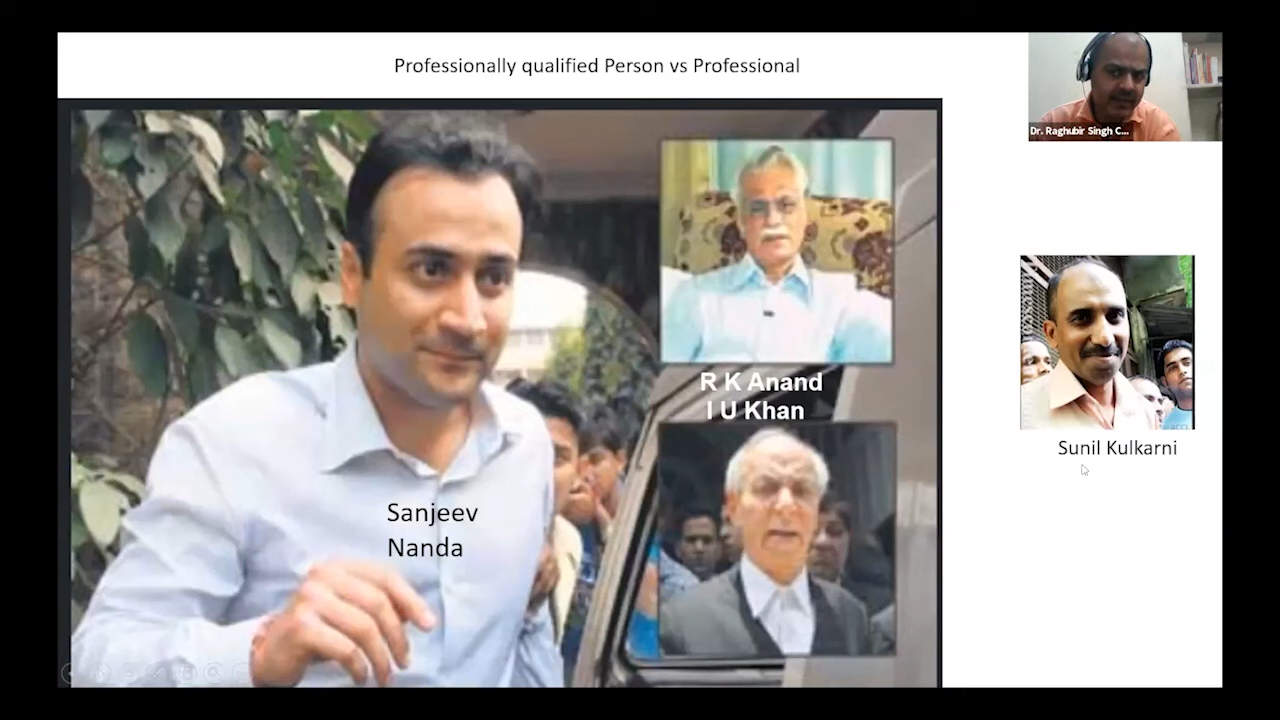 Professionally qualified Person vs Professional
Dr. Raghubir Singh C...
R K Anand
I U Khan
Sunil Kulkarni
Sanjeev
Nanda